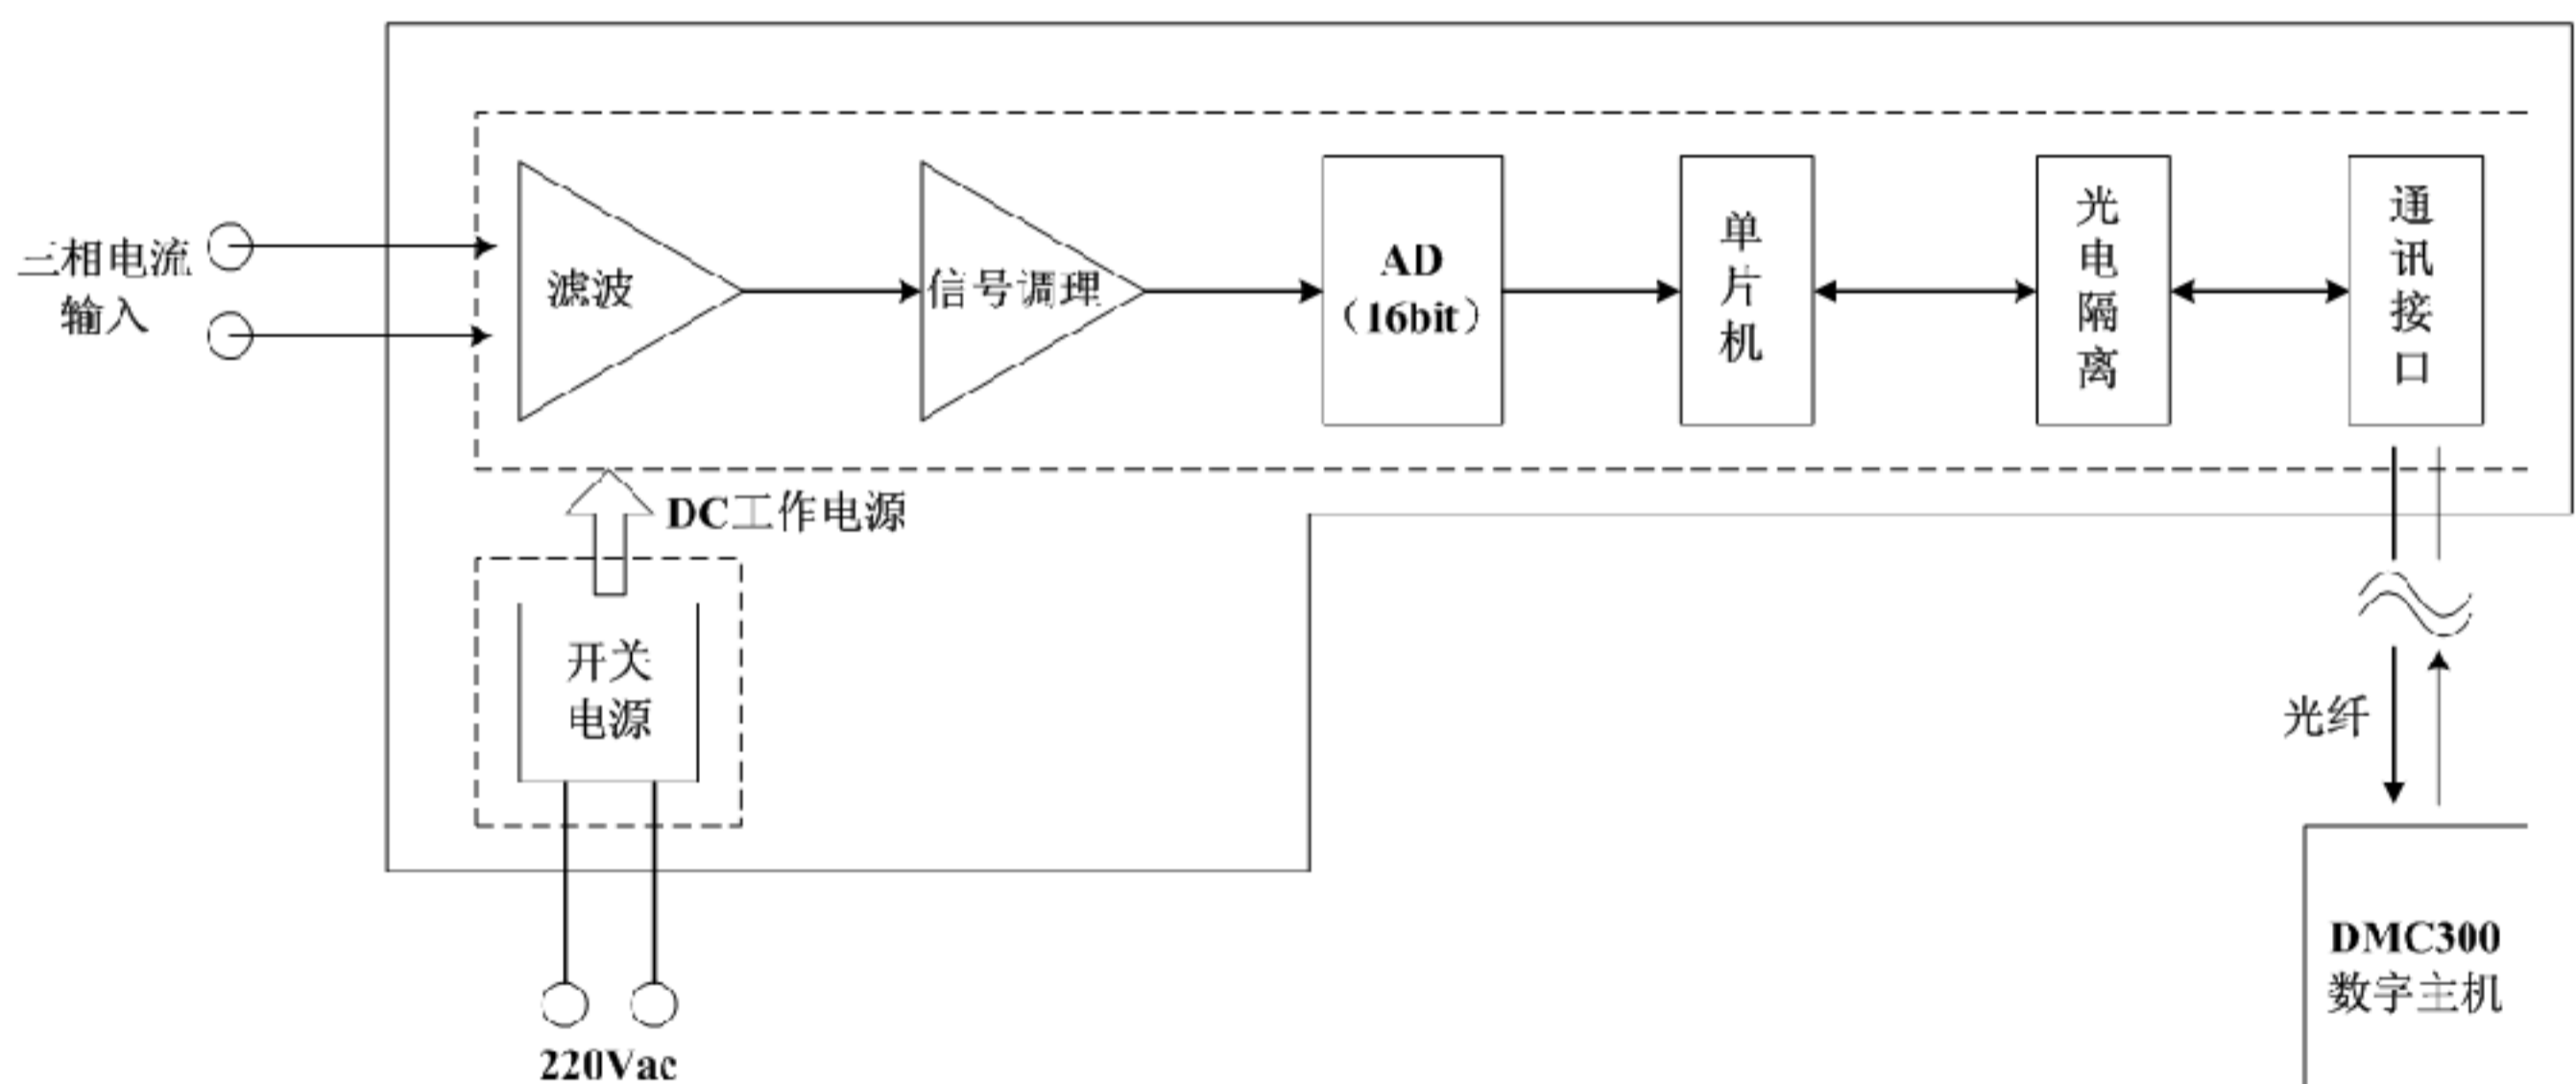 三相电流
输入
滤波
信号调理
AD
（16bit）
单
片
机
光
电
隔
离
通
讯
接
口
DC工作电源
开关
电源
220Vac
光纤
DMC300
数字主机